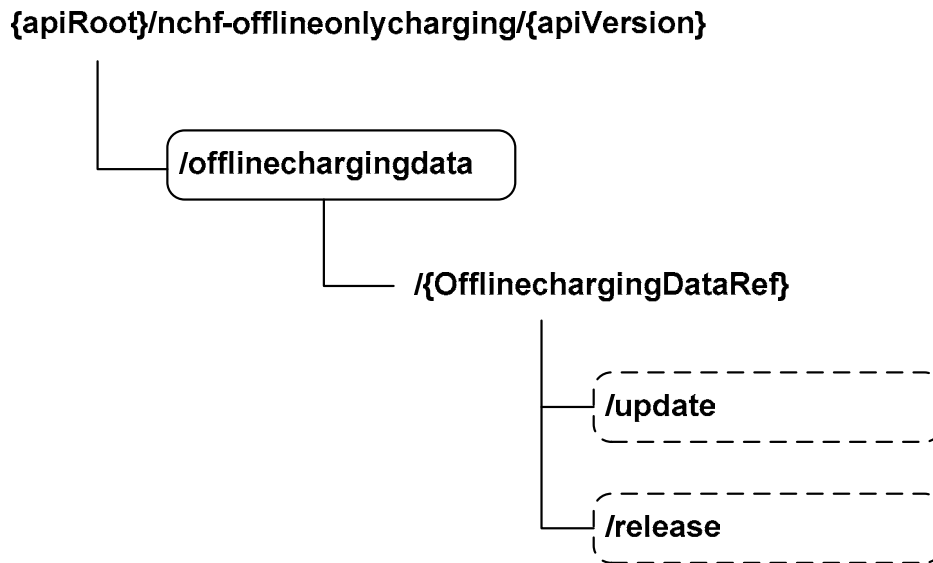 {apiRoot}/nchf-offlineonlycharging/{apiVersion}
/offlinechargingdata
/{OfflinechargingDataRef}
/update
/release